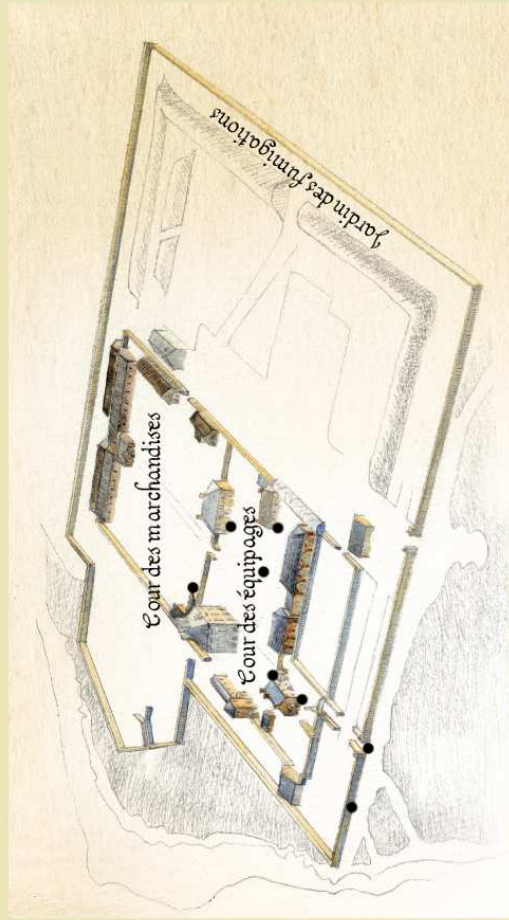 Jardin des fumigations
Cour des marchandises
Cour des équipages